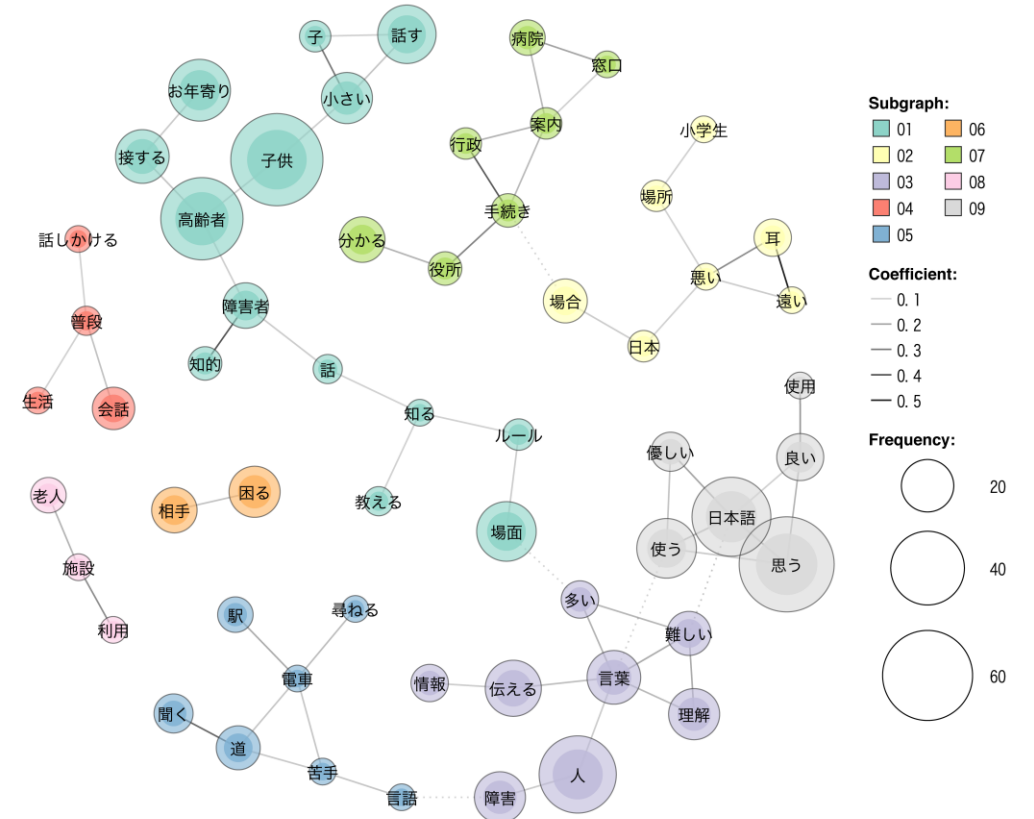 子
話す
お年寄り
小さい
接する
子供
高齢者
障害者
知的
話
知る
ルール
教える
場面
話しかける
普段
生活
会話
病院
窓口
案内
行政
手続き
分かる
役所
小学生
場所
耳
悪い
遠い
場合
日本
使用
優しい
良い
日本語
使う
思う
老人
施設
利用
相手
困る
駅
尋ねる
電車
聞く
道
苦手
言語
多い
難しい
情報
伝える
言葉
理解
人
障害
Subgraph:
01 06
02 07
03 08
04 09
05
Coefficient:
0.1
0.2
0.3
0.4
0.5
Frequency:
20
40
60